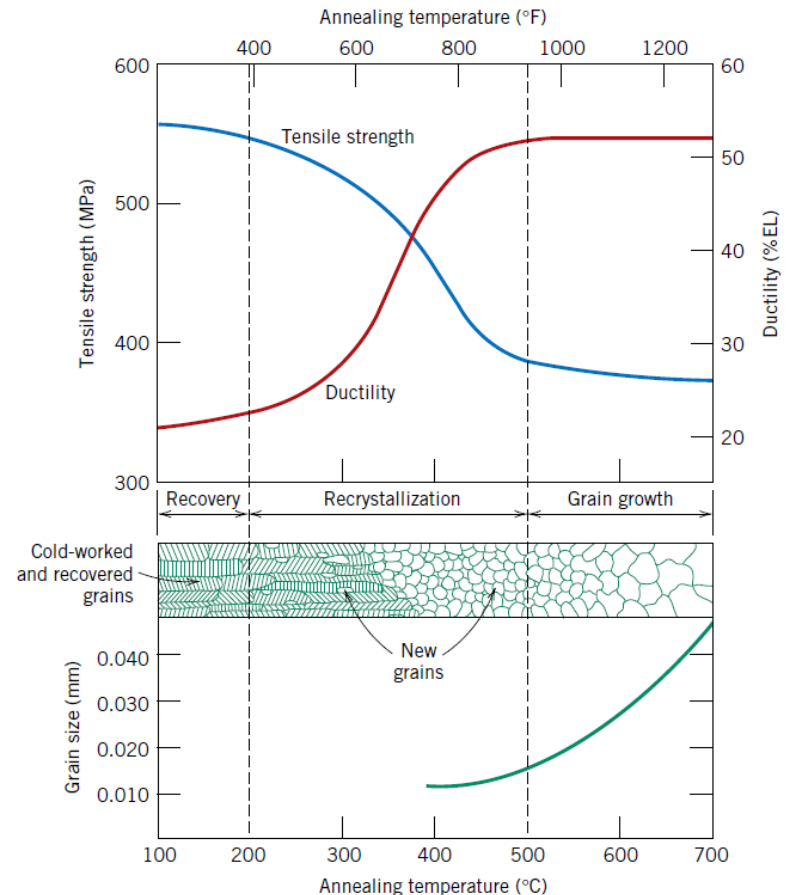 Annealing temperature (°F)
400 600 800 1000 1200
600
500
400
300
Tensile strength (MPa)
60
50
40
30
20
Ductility (%EL)
Tensile strength
Ductility
Recovery Recrystallization Grain growth
Cold-worked
and recovered
grains
New
grains
0.040
0.030
0.020
0.010
Grain size (mm)
100 200 300 400 500 600 700
Annealing temperature (°C)